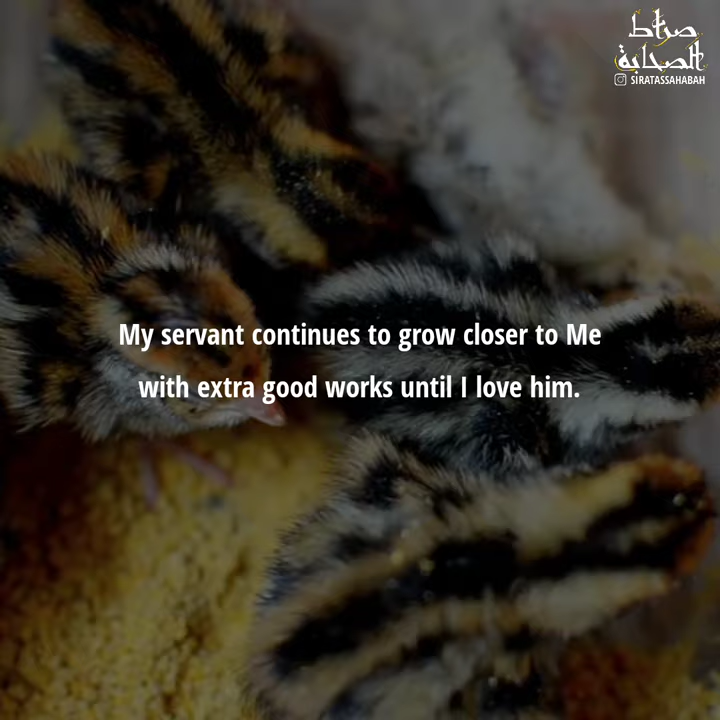 صراط
الصحابة
SIRATASSAHABAH
My servant continues to grow closer to Me
with extra good works until I love him.